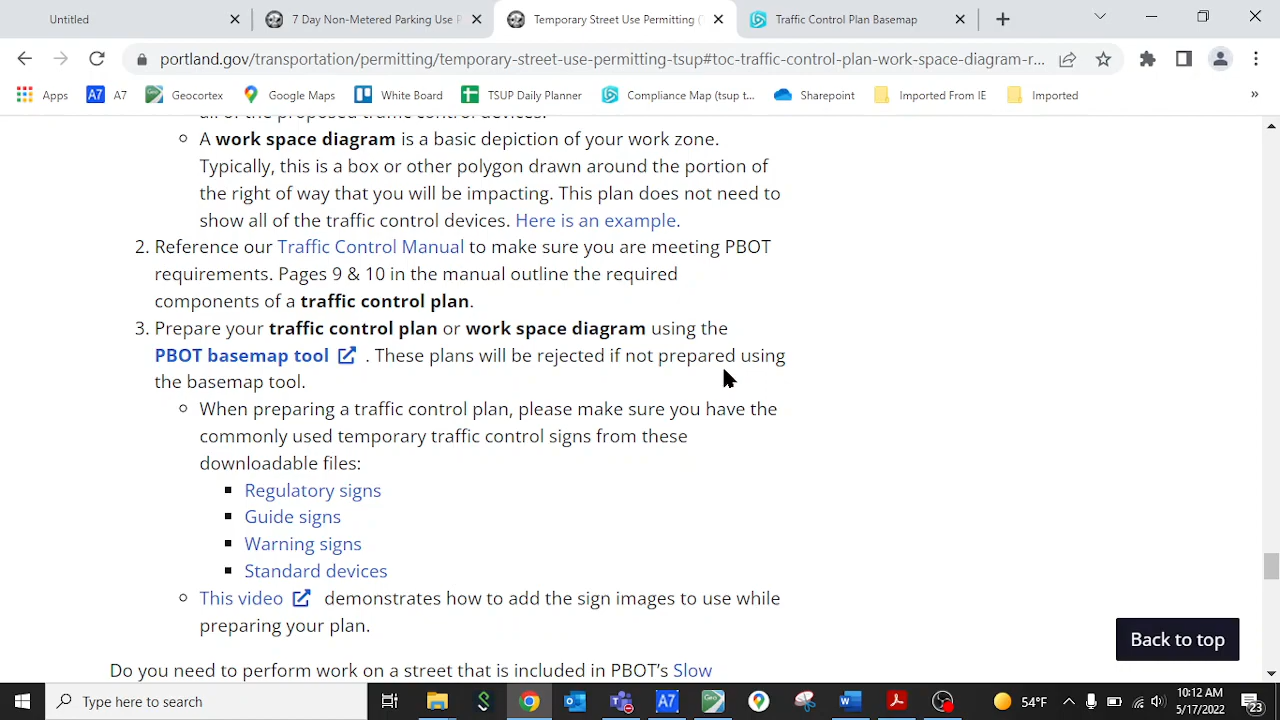 Untitled
7 Day Non-Metered Parking Use P
Temporary Street Use Permitting (
Traffic Control Plan Basemap
portland.gov/transportation/permitting/temporary-street-use-permitting-tsup#toc-traffic-control-plan-work-space-diagram-r...
Apps A7 Geocortex Google Maps White Board TSUP Daily Planner Compliance Map (tsup t... Sharepoint Imported From IE Imported »
all of the proposed traffic control devices.
A work space diagram is a basic depiction of your work zone.
Typically, this is a box or other polygon drawn around the portion of
the right of way that you will be impacting. This plan does not need to
show all of the traffic control devices. Here is an example.
2. Reference our Traffic Control Manual to make sure you are meeting PBOT
requirements. Pages 9 & 10 in the manual outline the required
components of a traffic control plan.
3. Prepare your traffic control plan or work space diagram using the
PBOT basemap tool . These plans will be rejected if not prepared using
the basemap tool.
When preparing a traffic control plan, please make sure you have the
commonly used temporary traffic control signs from these
downloadable files:
Regulatory signs
Guide signs
Warning signs
Standard devices
This video demonstrates how to add the sign images to use while
preparing your plan.
Back to top
Do you need to perform work on a street that is included in PBOT's Slow
Type here to search
54°F
10:12 AM
5/17/2022
23